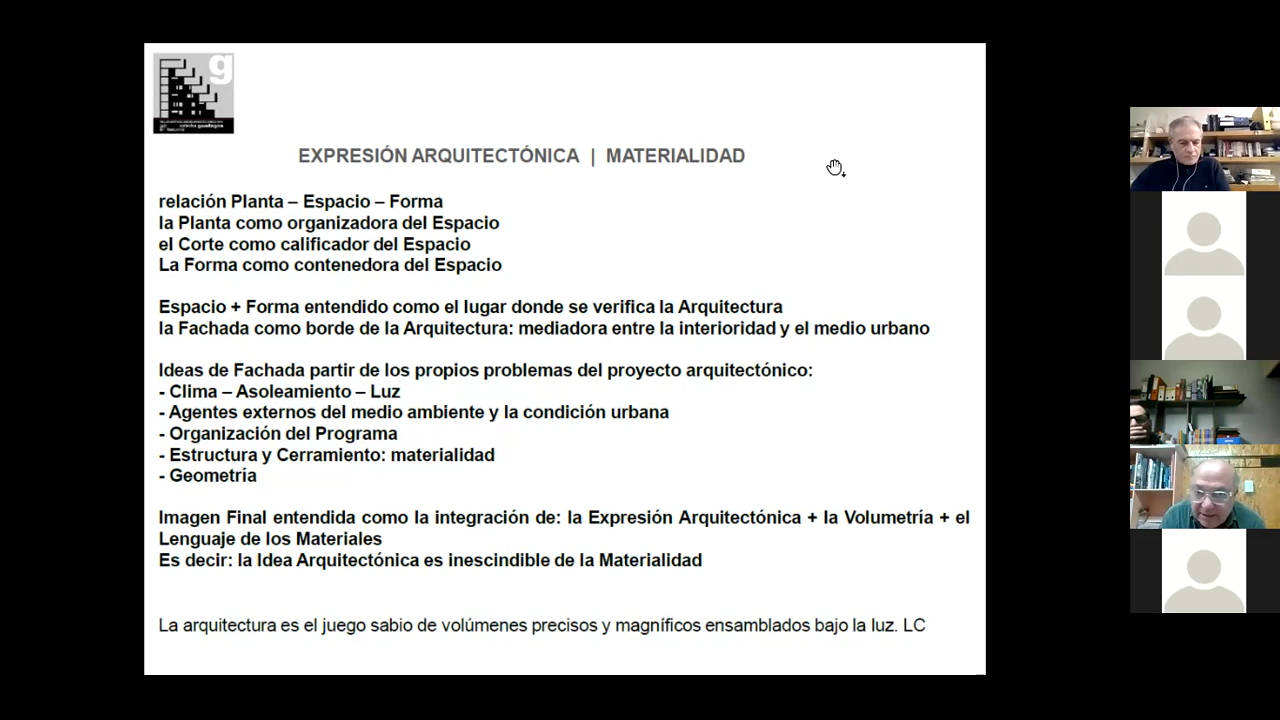 g
EXPRESIÓN ARQUITECTÓNICA | MATERIALIDAD
relación Planta – Espacio – Forma
la Planta como organizadora del Espacio
el Corte como calificador del Espacio
La Forma como contenedora del Espacio
Espacio + Forma entendido como el lugar donde se verifica la Arquitectura
la Fachada como borde de la Arquitectura: mediadora entre la interioridad y el medio urbano
Ideas de Fachada partir de los propios problemas del proyecto arquitectónico:
- Clima – Asoleamiento – Luz
- Agentes externos del medio ambiente y la condición urbana
- Organización del Programa
- Estructura y Cerramiento: materialidad
- Geometría
Imagen Final entendida como la integración de: la Expresión Arquitectónica + la Volumetría + el
Lenguaje de los Materiales
Es decir: la Idea Arquitectónica es inescindible de la Materialidad
La arquitectura es el juego sabio de volúmenes precisos y magníficos ensamblados bajo la luz. LC